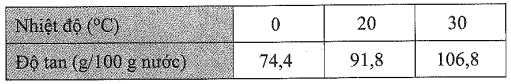 Nhiệt độ (°C) 0 20 30
Độ tan (g/100 g nước) 74,4 91,8 106,8